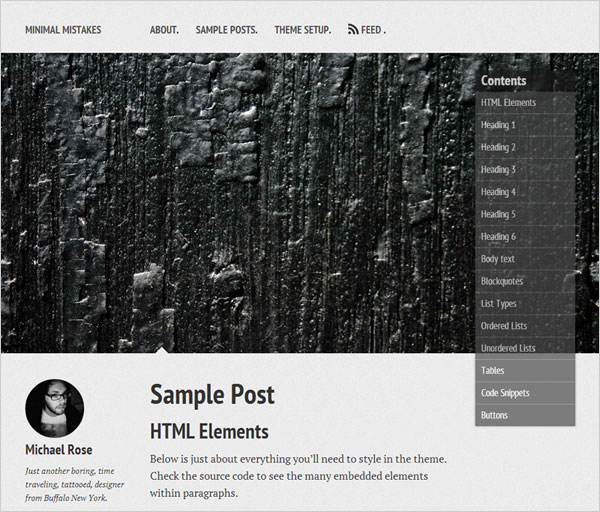 MINIMAL MISTAKES
ABOUT.
SAMPLE POSTS.
THEME SETUP.
FEED .
Contents
HTML Elements
Heading 1
Heading 2
Heading 3
Heading 4
Heading 5
Heading 6
Body text
Blockquotes
List Types
Ordered Lists
Unordered Lists
Tables
Code Snippets
Buttons
Michael Rose
Just another boring, time
traveling, tattooed, designer
from Buffalo New York.
Sample Post
HTML Elements
Below is just about everything you’ll need to style in the theme.
Check the source code to see the many embedded elements
within paragraphs.